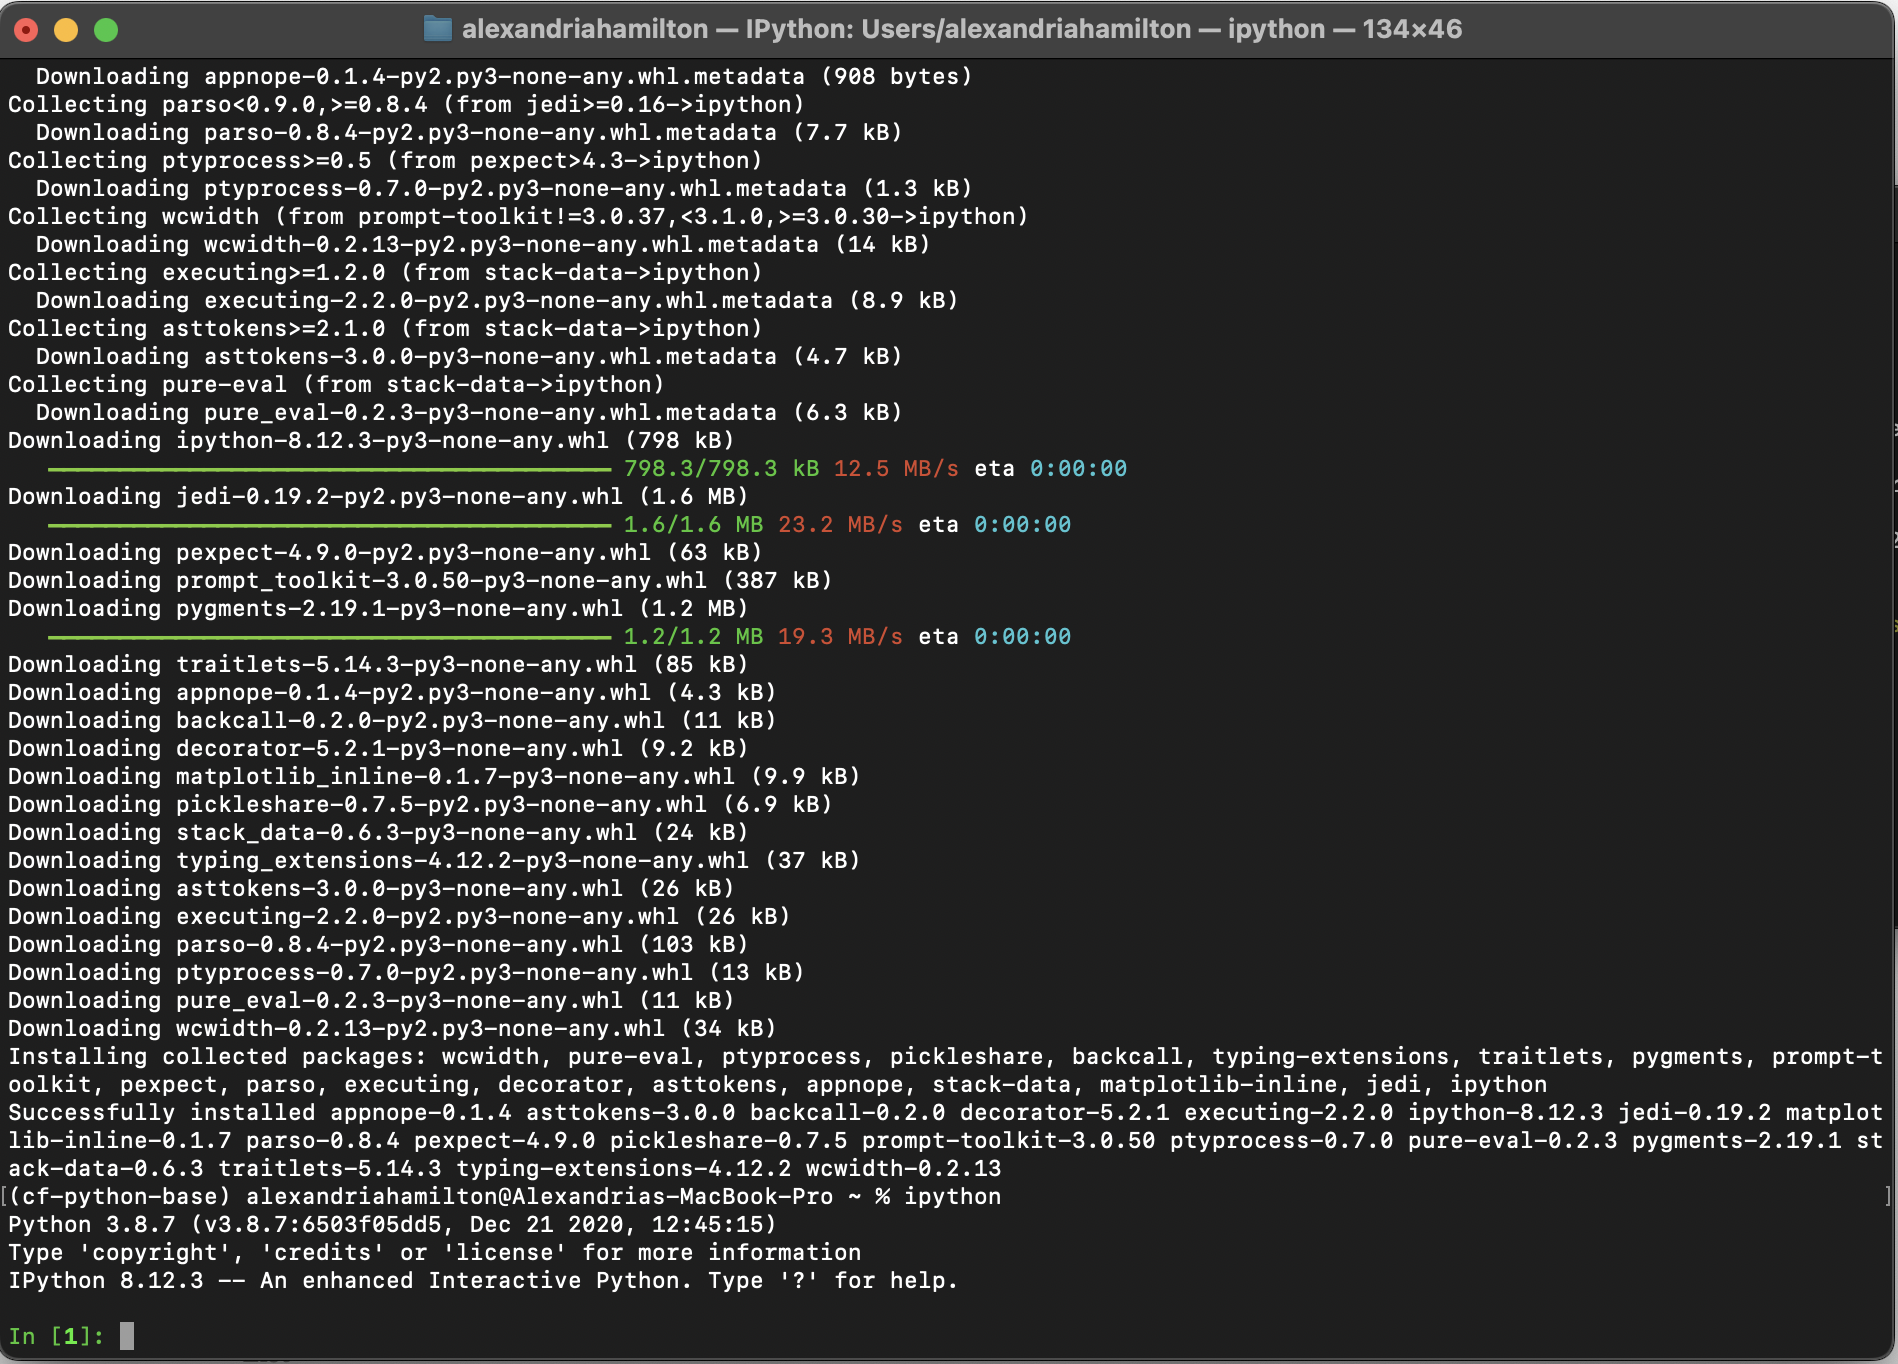 alexandriahamilton — IPython: Users/alexandriahamilton — ipython — 134×46
  Downloading appnope-0.1.4-py2.py3-none-any.whl.metadata (908 bytes)
Collecting parso<0.9.0,>=0.8.4 (from jedi>=0.16->ipython)
  Downloading parso-0.8.4-py2.py3-none-any.whl.metadata (7.7 kB)
Collecting ptyprocess>=0.5 (from pexpect>4.3->ipython)
  Downloading ptyprocess-0.7.0-py2.py3-none-any.whl.metadata (1.3 kB)
Collecting wcwidth (from prompt-toolkit!=3.0.37,<3.1.0,>=3.0.30->ipython)
  Downloading wcwidth-0.2.13-py2.py3-none-any.whl.metadata (14 kB)
Collecting executing>=1.2.0 (from stack-data->ipython)
  Downloading executing-2.2.0-py2.py3-none-any.whl.metadata (8.9 kB)
Collecting asttokens>=2.1.0 (from stack-data->ipython)
  Downloading asttokens-3.0.0-py3-none-any.whl.metadata (4.7 kB)
Collecting pure-eval (from stack-data->ipython)
  Downloading pure_eval-0.2.3-py3-none-any.whl.metadata (6.3 kB)
Downloading ipython-8.12.3-py3-none-any.whl (798 kB)
798.3/798.3 kB 12.5 MB/s eta 0:00:00
Downloading jedi-0.19.2-py2.py3-none-any.whl (1.6 MB)
1.6/1.6 MB 23.2 MB/s eta 0:00:00
Downloading pexpect-4.9.0-py2.py3-none-any.whl (63 kB)
Downloading prompt_toolkit-3.0.50-py3-none-any.whl (387 kB)
Downloading pygments-2.19.1-py3-none-any.whl (1.2 MB)
1.2/1.2 MB 19.3 MB/s eta 0:00:00
Downloading traitlets-5.14.3-py3-none-any.whl (85 kB)
Downloading appnope-0.1.4-py2.py3-none-any.whl (4.3 kB)
Downloading backcall-0.2.0-py2.py3-none-any.whl (11 kB)
Downloading decorator-5.2.1-py3-none-any.whl (9.2 kB)
Downloading matplotlib_inline-0.1.7-py3-none-any.whl (9.9 kB)
Downloading pickleshare-0.7.5-py2.py3-none-any.whl (6.9 kB)
Downloading stack_data-0.6.3-py3-none-any.whl (24 kB)
Downloading typing_extensions-4.12.2-py3-none-any.whl (37 kB)
Downloading asttokens-3.0.0-py3-none-any.whl (26 kB)
Downloading executing-2.2.0-py2.py3-none-any.whl (26 kB)
Downloading parso-0.8.4-py2.py3-none-any.whl (103 kB)
Downloading ptyprocess-0.7.0-py2.py3-none-any.whl (13 kB)
Downloading pure_eval-0.2.3-py3-none-any.whl (11 kB)
Downloading wcwidth-0.2.13-py2.py3-none-any.whl (34 kB)
Installing collected packages: wcwidth, pure-eval, ptyprocess, pickleshare, backcall, typing-extensions, traitlets, pygments, prompt-t
oolkit, pexpect, parso, executing, decorator, asttokens, appnope, stack-data, matplotlib-inline, jedi, ipython
Successfully installed appnope-0.1.4 asttokens-3.0.0 backcall-0.2.0 decorator-5.2.1 executing-2.2.0 ipython-8.12.3 jedi-0.19.2 matplot
lib-inline-0.1.7 parso-0.8.4 pexpect-4.9.0 pickleshare-0.7.5 prompt-toolkit-3.0.50 ptyprocess-0.7.0 pure-eval-0.2.3 pygments-2.19.1 st
ack-data-0.6.3 traitlets-5.14.3 typing-extensions-4.12.2 wcwidth-0.2.13
[(cf-python-base) alexandriahamilton@Alexandrias-MacBook-Pro ~ % ipython ]
Python 3.8.7 (v3.8.7:6503f05dd5, Dec 21 2020, 12:45:15)
Type 'copyright', 'credits' or 'license' for more information
IPython 8.12.3 -- An enhanced Interactive Python. Type '?' for help.
In [1]: